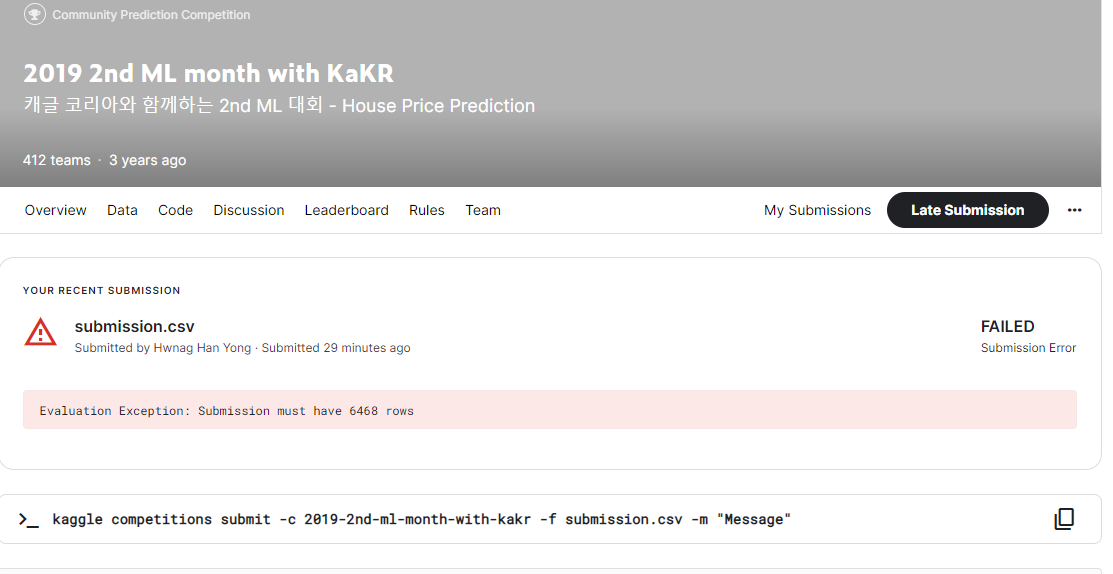 Community Prediction Competition
2019 2nd ML month with KaKR
캐글 코리아와 함께하는 2nd ML 대회 - House Price Prediction
412 teams · 3 years ago
Overview Data Code Discussion Leaderboard Rules Team My Submissions Late Submission ...
YOUR RECENT SUBMISSION
submission.csv FAILED
Submitted by Hwnag Han Yong · Submitted 29 minutes ago Submission Error
Evaluation Exception: Submission must have 6468 rows
>_ kaggle competitions submit -c 2019-2nd-ml-month-with-kakr -f submission.csv -m "Message"